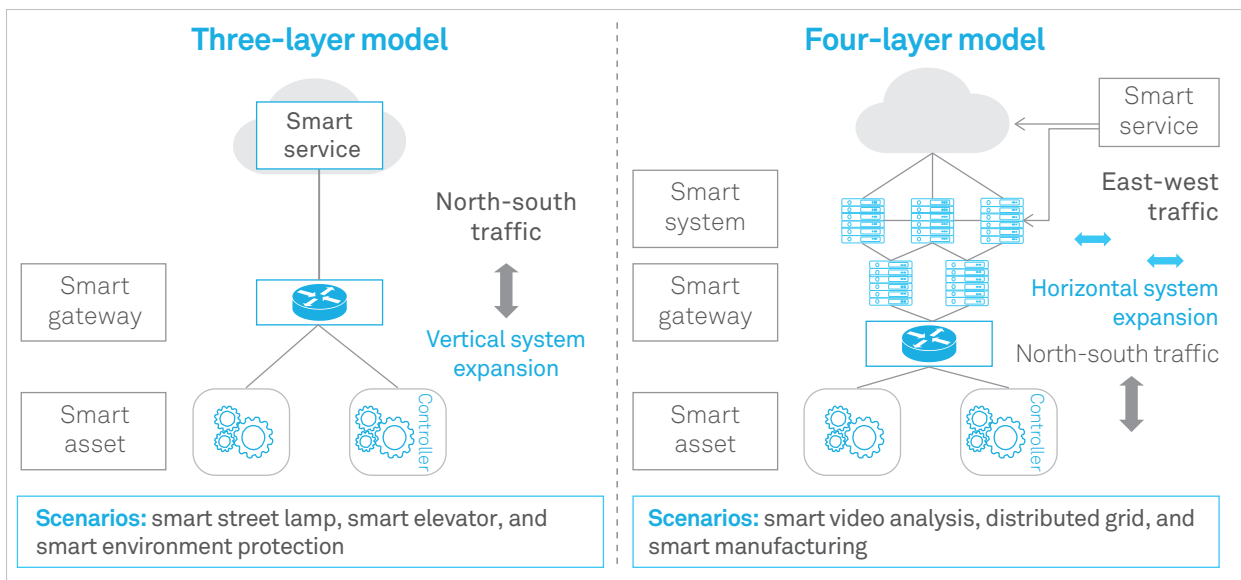 Three-layer model
Smart
service
North-south
traffic
Smart
gateway
Vertical system
expansion
Smart
asset
Controller
Scenarios: smart street lamp, smart elevator, and
smart environment protection
Four-layer model
Smart
service
Smart
system
East-west
traffic
Smart
gateway
Horizontal system
expansion
North-south traffic
Smart
asset
Controller
Scenarios: smart video analysis, distributed grid, and
smart manufacturing